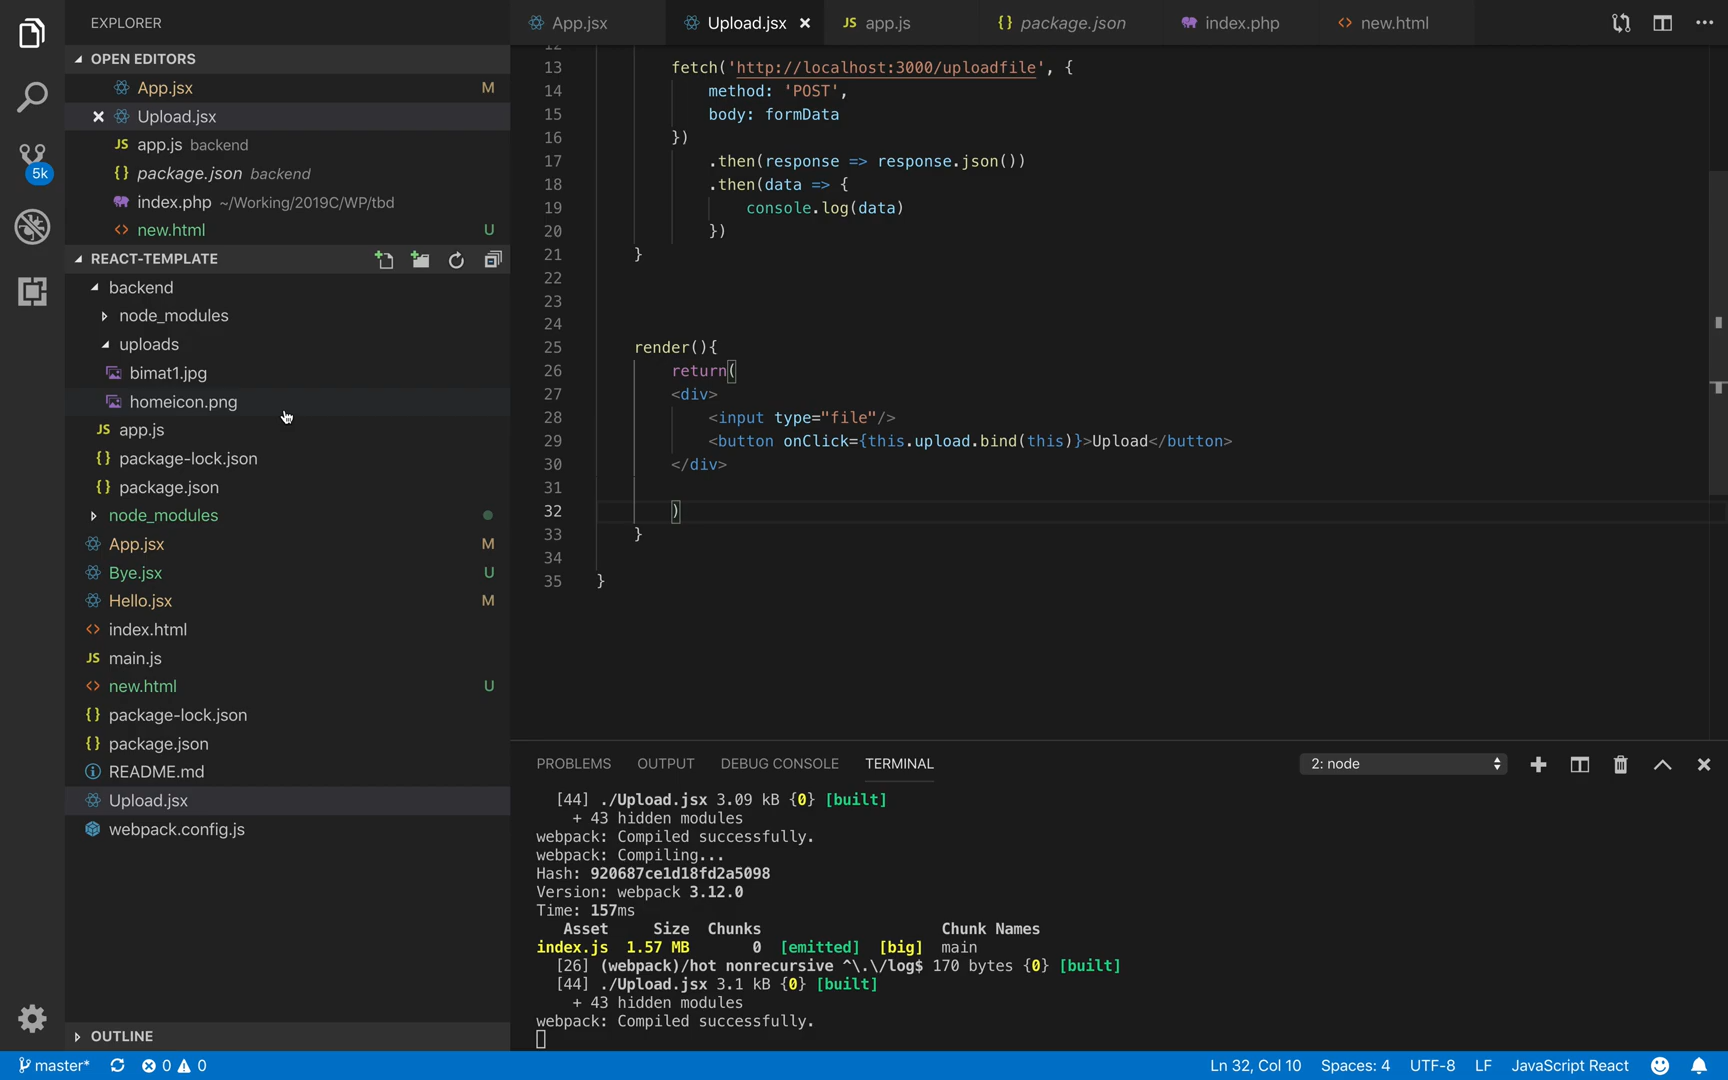 EXPLORER
OPEN EDITORS
App.jsx M
Upload.jsx
app.js backend
package.json backend
index.php ~/Working/2019C/WP/tbd
new.html U
5k
REACT-TEMPLATE
backend
node_modules
uploads
bimat1.jpg
homeicon.png
JS app.js
{} package-lock.json
{} package.json
node_modules
App.jsx M
Bye.jsx U
Hello.jsx M
<> index.html
JS main.js
<> new.html U
{} package-lock.json
{} package.json
README.md
Upload.jsx
webpack.config.js
OUTLINE
App.jsx Upload.jsx JS app.js {} package.json index.php <> new.html
12
13 fetch('http://localhost:3000/uploadfile', {
14 method: 'POST',
15 body: formData
16 })
17 .then(response => response.json())
18 .then(data => {
19 console.log(data)
20 })
21 }
22
23
24
25 render(){
26 return(
27 <div>
28 <input type="file"/>
29 <button onClick={this.upload.bind(this)}>Upload</button>
30 </div>
31
32 )
33 }
34
35 }
PROBLEMS OUTPUT DEBUG CONSOLE TERMINAL 2: node
[44] ./Upload.jsx 3.09 kB {0} [built]
+ 43 hidden modules
webpack: Compiled successfully.
webpack: Compiling...
Hash: 920687ce1d18fd2a5098
Version: webpack 3.12.0
Time: 157ms
Asset Size Chunks Chunk Names
index.js 1.57 MB 0 [emitted] [big] main
[26] (webpack)/hot nonrecursive ^\.\/log$ 170 bytes {0} [built]
[44] ./Upload.jsx 3.1 kB {0} [built]
+ 43 hidden modules
webpack: Compiled successfully.
master* 0 0 Ln 32, Col 10 Spaces: 4 UTF-8 LF JavaScript React